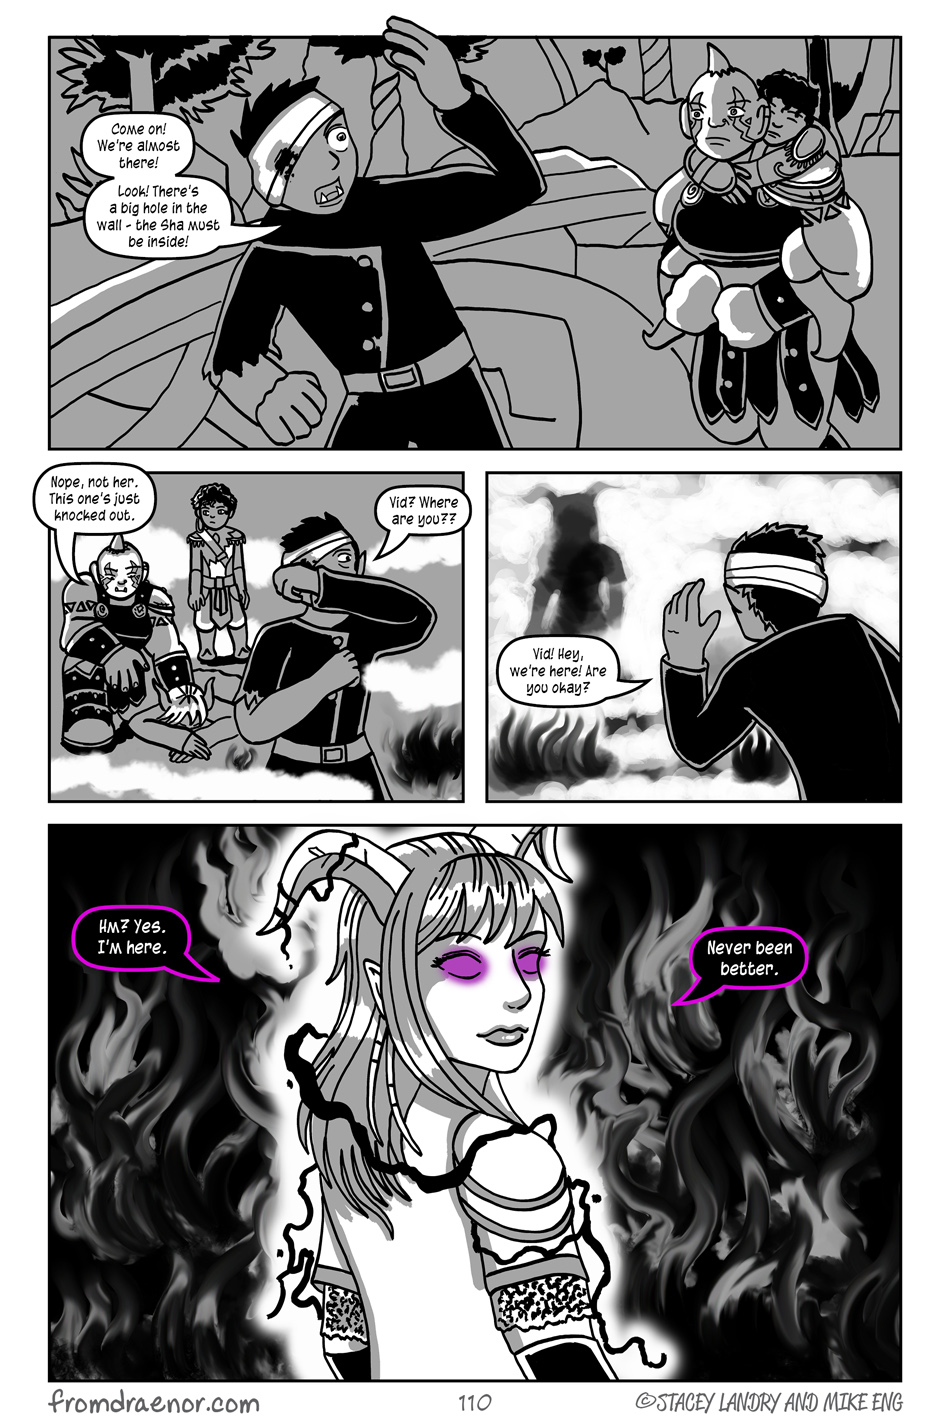 Come on!
We're almost
there!
Look! There's
a big hole in the
wall - the Sha must
be inside!
Nope, not her.
This one's just
knocked out.
Vid? Where
are you??
Vid! Hey,
we're here! Are
you okay?
Hm? Yes.
I'm here.
Never been
better.
fromdraenor.com
110
©STACEY LANDRY AND MIKE ENG